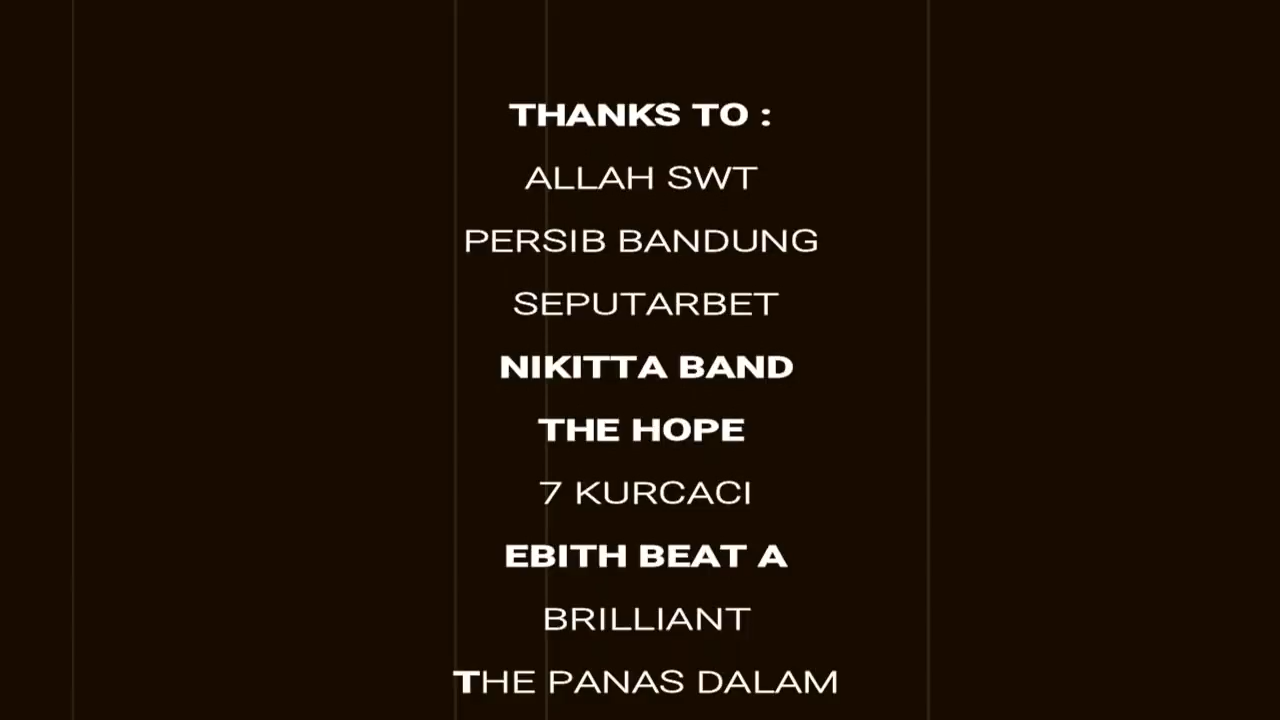 THANKS TO :
ALLAH SWT
PERSIB BANDUNG
SEPUTARBET
NIKITTA BAND
THE HOPE
7 KURCACI
EBITH BEAT A
BRILLIANT
THE PANAS DALAM